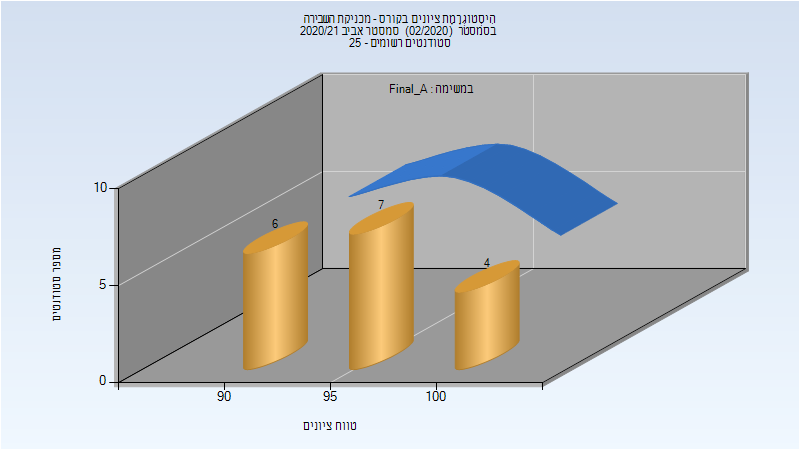 היסטוגרמת ציונים בקורס - מכניקת השבירה
בסמסטר (02/2020) סמסטר אביב 2020/21
סטודנטים רשומים - 25
במשימה : Final_A
מספר סטודנטים
10
5
0
6
7
4
90
95
100
טווח ציונים